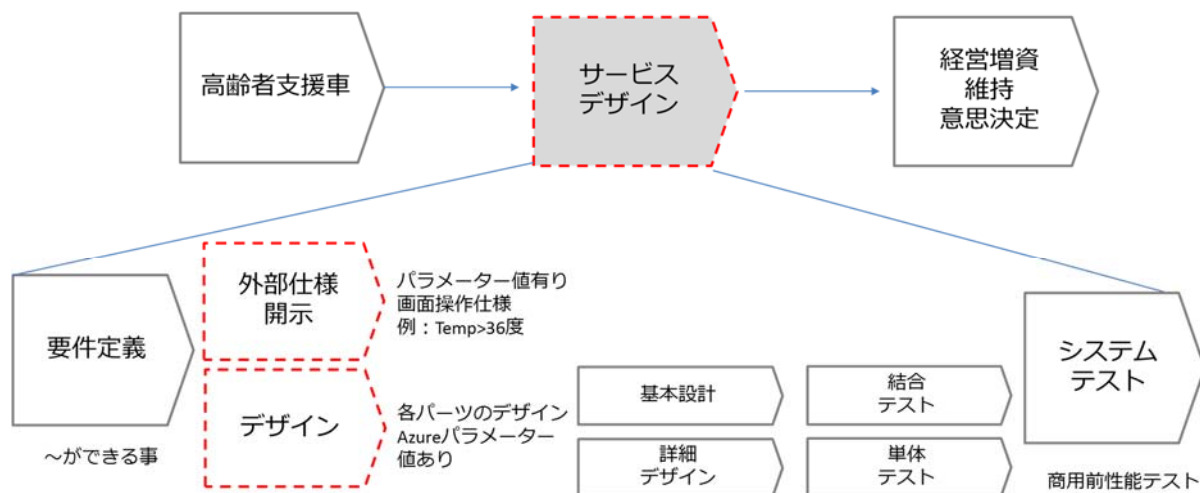 高齢者支援車
サービス
デザイン
経営増資
維持
意思決定
要件定義
～ができる事
外部仕様
開示
パラメーター値有り
画面操作仕様
例：Temp>36度
デザイン
各パーツのデザイン
Azureパラメーター
値あり
基本設計
結合
テスト
詳細
デザイン
単体
テスト
システム
テスト
商用前性能テスト